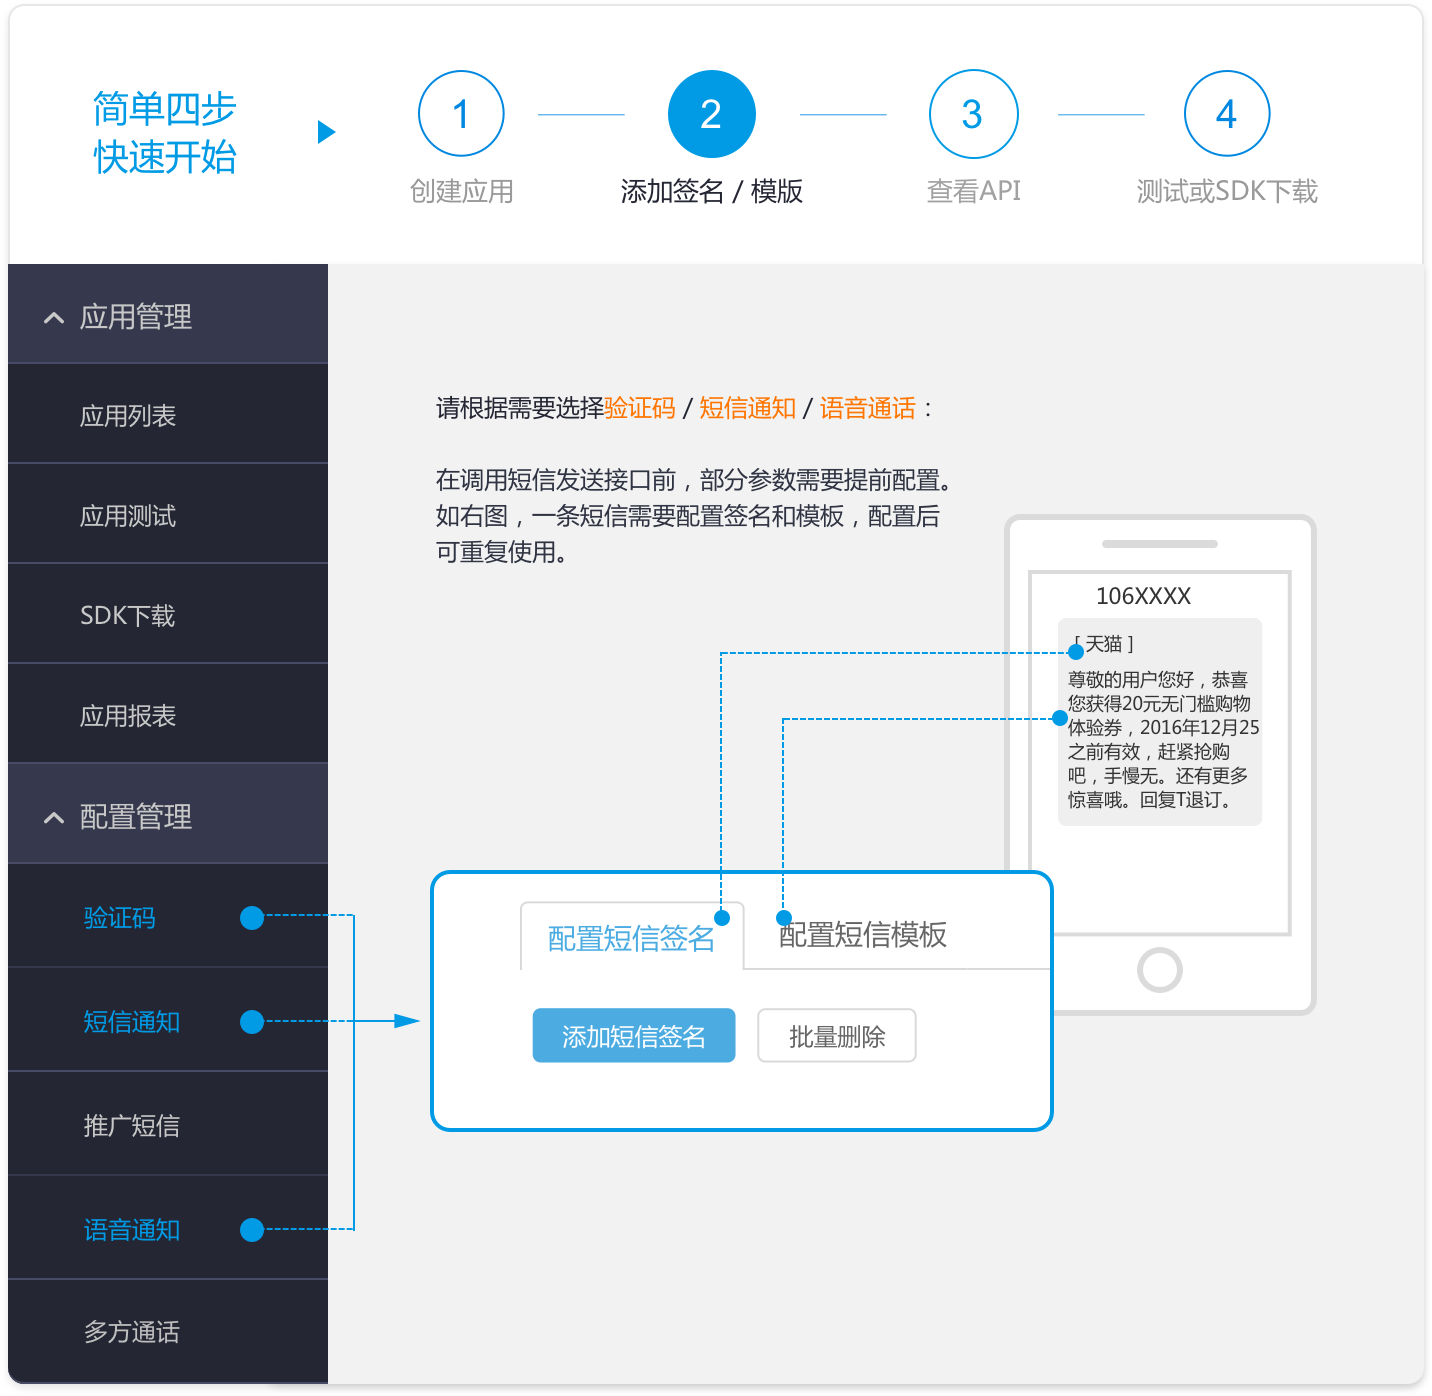 简单四步
快速开始
1
2
3
4
创建应用
添加签名 / 模版
查看API
测试或SDK下载
应用管理
应用列表
应用测试
SDK下载
应用报表
配置管理
验证码
短信通知
推广短信
语音通知
多方通话
请根据需要选择验证码 / 短信通知 / 语音通话：
在调用短信发送接口前，部分参数需要提前配置。
如右图，一条短信需要配置签名和模板，配置后
可重复使用。
106XXXX
[ 天猫 ]
尊敬的用户您好，恭喜
您获得20元无门槛购物
体验券，2016年12月25
之前有效，赶紧抢购
吧，手慢无。还有更多
惊喜哦。回复T退订。
配置短信签名
配置短信模板
添加短信签名
批量删除